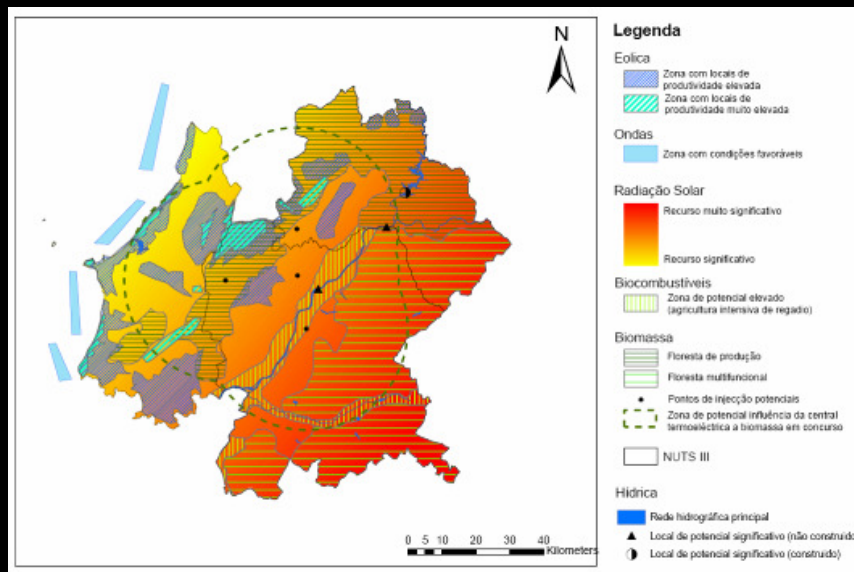 N
Legenda
Eolica
Zona com locais de
produtividade elevada
Zona com locais de
produtividade muito elevada
Ondas
Zona com condições favoráveis
Radiação Solar
Recurso muito significativo
Recurso significativo
Biocombustíveis
Zona de potencial elevado
(agricultura intensiva de regadio)
Biomassa
Floresta de produção
Floresta multifuncional
Pontos de injecção potenciais
Zona de potencial influência da central
termoeléctrica a biomassa em concurso
NUTS III
Hídrica
Rede hidrográfica principal
Local de potencial significativo (não construido
Local de potencial significativo (construido)
0 5 10 20 30 40
Kilometers